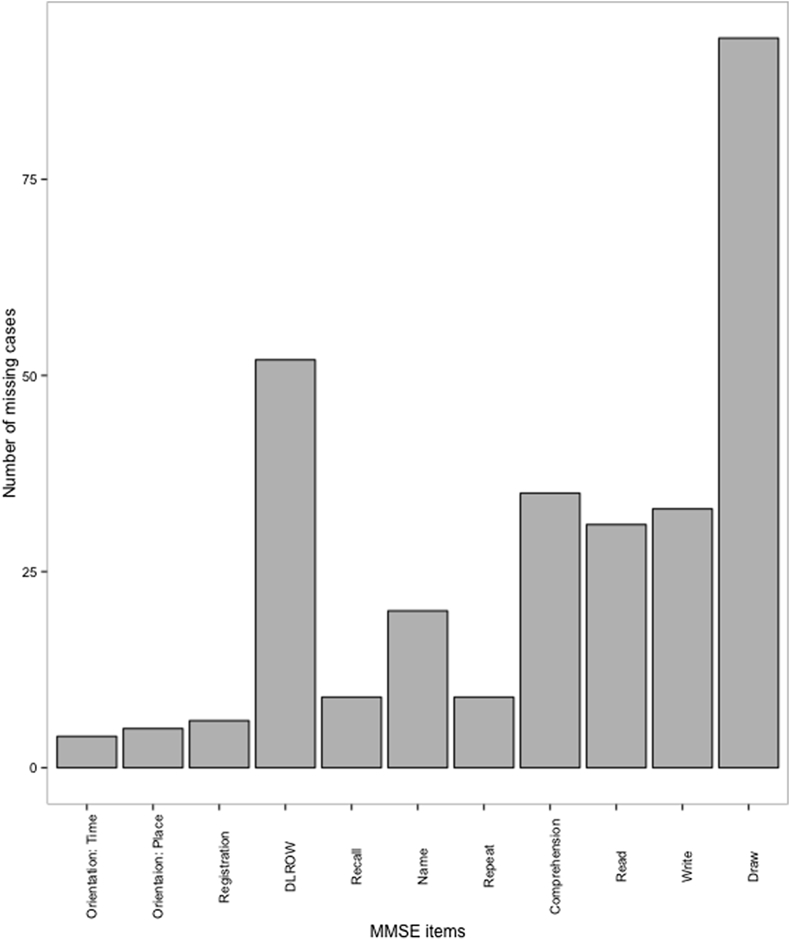 Number of missing cases
75
50
25
0
Orientation: Time
Orientaion: Place
Registration
DLROW
Recall
Name
Repeat
Comprehension
Read
Write
Draw
MMSE items